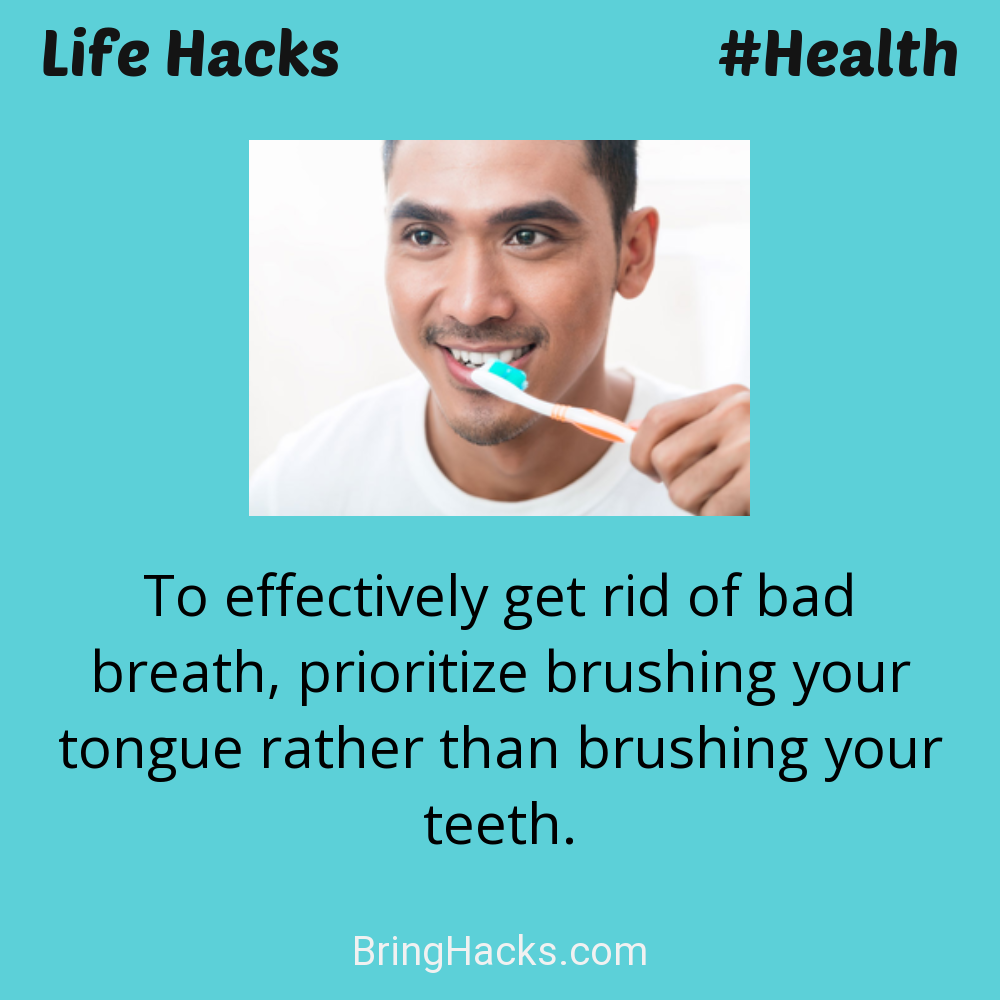 Life Hacks
#Health
To effectively get rid of bad
breath, prioritize brushing your
tongue rather than brushing your
teeth.
BringHacks.com